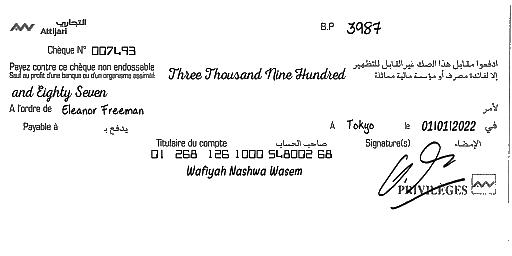 التجاري
Attijari
B.P 3987
Chèque N° 007493
Payez contre ce chèque non endossable
Sauf au profit d'une banque ou d'un organisme assimilé
Three Thousand Nine Hundred
ادفعوا مقابل هذا الصك غير القابل للتظهير
إلا لفائدة مصرف أو مؤسسة مالية مماثلة
and Eighty Seven
A l'ordre de Eleanor Freeman
لأمر
Payable à
يدفع بـ
A Tokyo le 01/01/2022 في
Titulaire du compte صاحب الحساب
Signature(s) الإمضاء
01 268 126 1000 548002 68
Wafiyah Nashwa Wasem
PRIVILÈGES